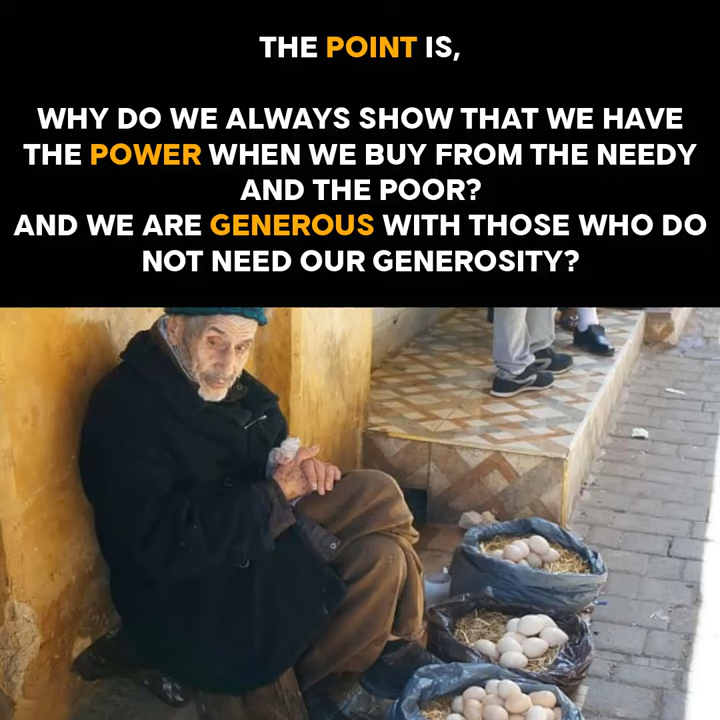 THE POINT IS,
WHY DO WE ALWAYS SHOW THAT WE HAVE
THE POWER WHEN WE BUY FROM THE NEEDY
AND THE POOR?
AND WE ARE GENEROUS WITH THOSE WHO DO
NOT NEED OUR GENEROSITY?